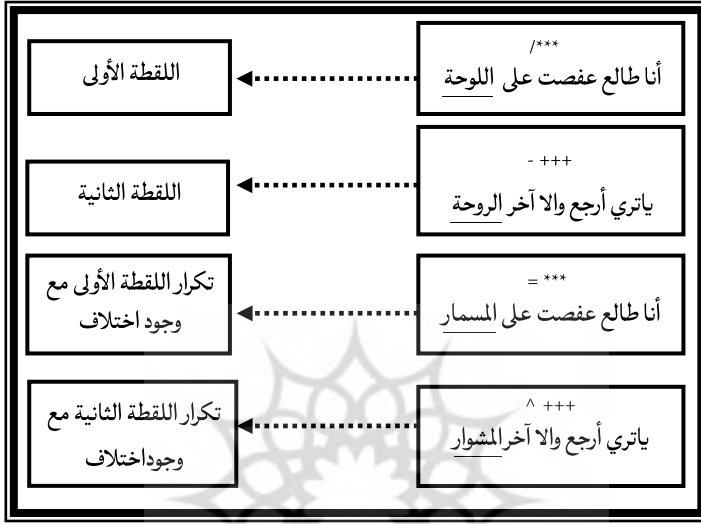 /***
أنا طالع عفصت على اللوحة
اللقطة الأولى
- +++
ياتري أرجع والا آخر الروحة
اللقطة الثانية
= ***
أنا طالع عفصت على المسمار
تكرار اللقطة الأولى مع
وجود اختلاف
^ +++
ياتري أرجع والا آخرالمشوار
تكرار اللقطة الثانية مع
وجوداختلاف